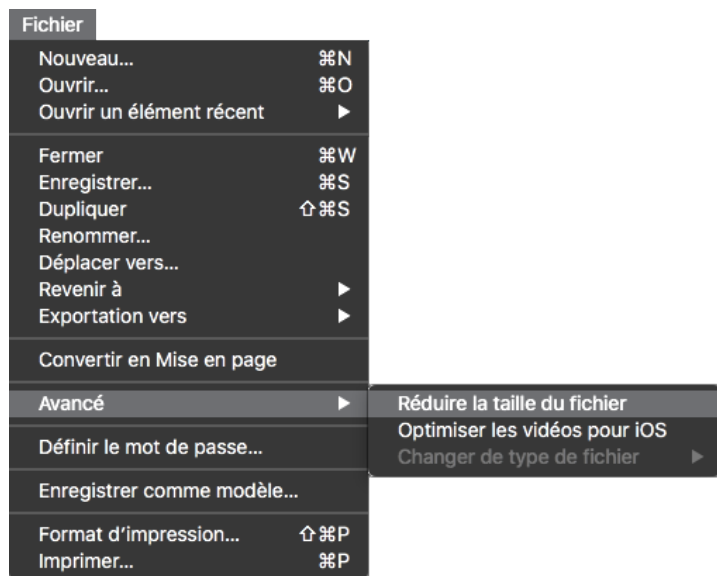 Fichier
Nouveau... ⌘N
Ouvrir... ⌘O
Ouvrir un élément récent ▶
Fermer ⌘W
Enregistrer... ⌘S
Dupliquer ⇧⌘S
Renommer...
Déplacer vers...
Revenir à ▶
Exportation vers ▶
Convertir en Mise en page
Avancé ▶
Réduire la taille du fichier
Optimiser les vidéos pour iOS
Changer de type de fichier ▶
Définir le mot de passe...
Enregistrer comme modèle...
Format d'impression... ⇧⌘P
Imprimer... ⌘P